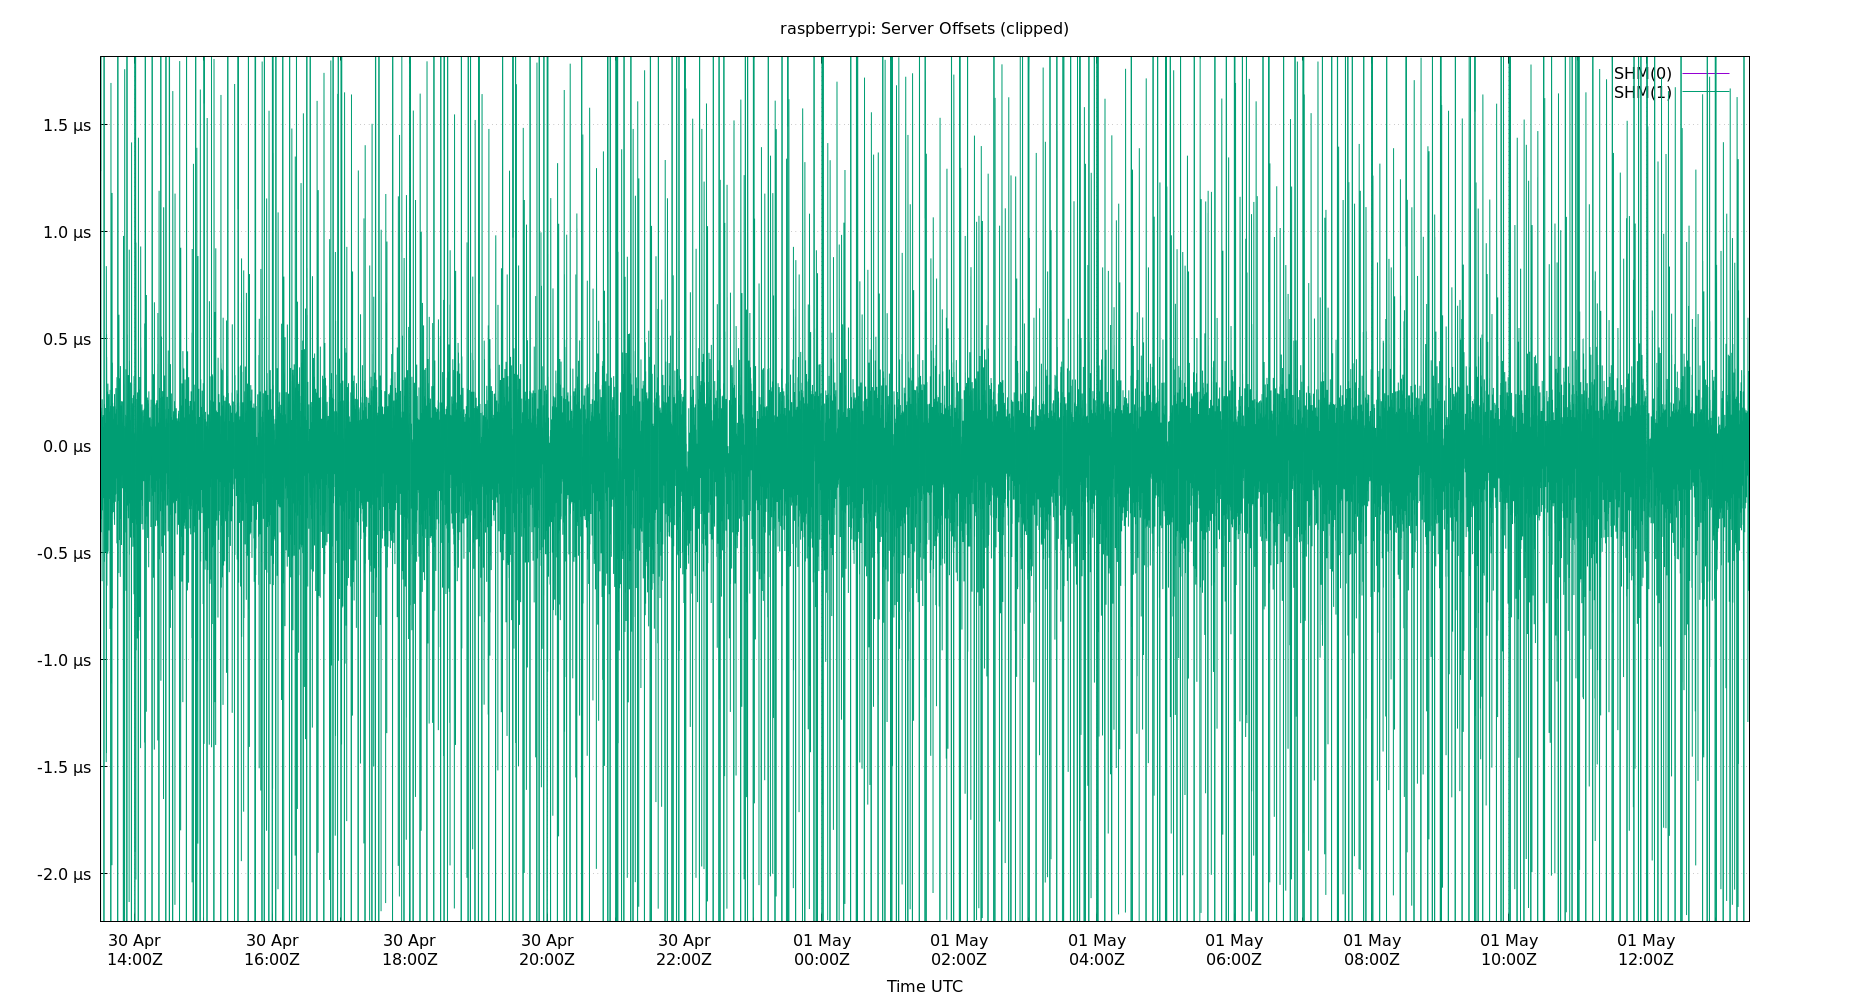 raspberrypi: Server Offsets (clipped)
SHM(0)
SHM(1)
1.5 µs
1.0 µs
0.5 µs
0.0 µs
-0.5 µs
-1.0 µs
-1.5 µs
-2.0 µs
30 Apr 30 Apr 30 Apr 30 Apr 30 Apr 01 May 01 May 01 May 01 May 01 May 01 May 01 May
14:00Z 16:00Z 18:00Z 20:00Z 22:00Z 00:00Z 02:00Z 04:00Z 06:00Z 08:00Z 10:00Z 12:00Z
Time UTC